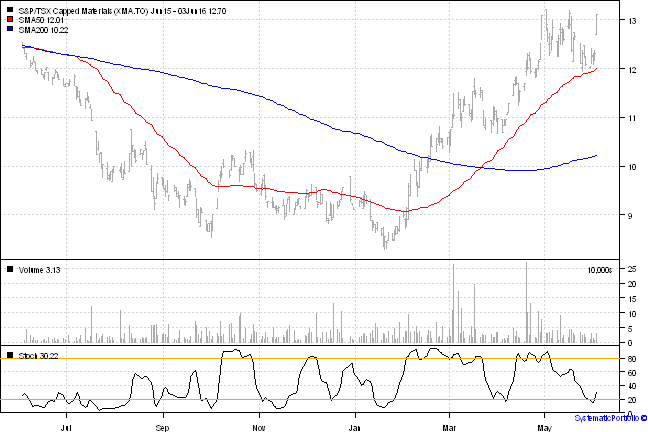 S&P/TSX Capped Materials (XMA.TO) Jun15 - 03Jun16 12.70
SMA50 12.01
SMA200 10.22
13
12
11
10
9
Volume 3.13
10,000s
25
20
15
10
5
0
Stoch 30.22
80
60
40
20
0
Jul
Sep
Nov
Jan
Mar
May
SystematicPortfolio ©